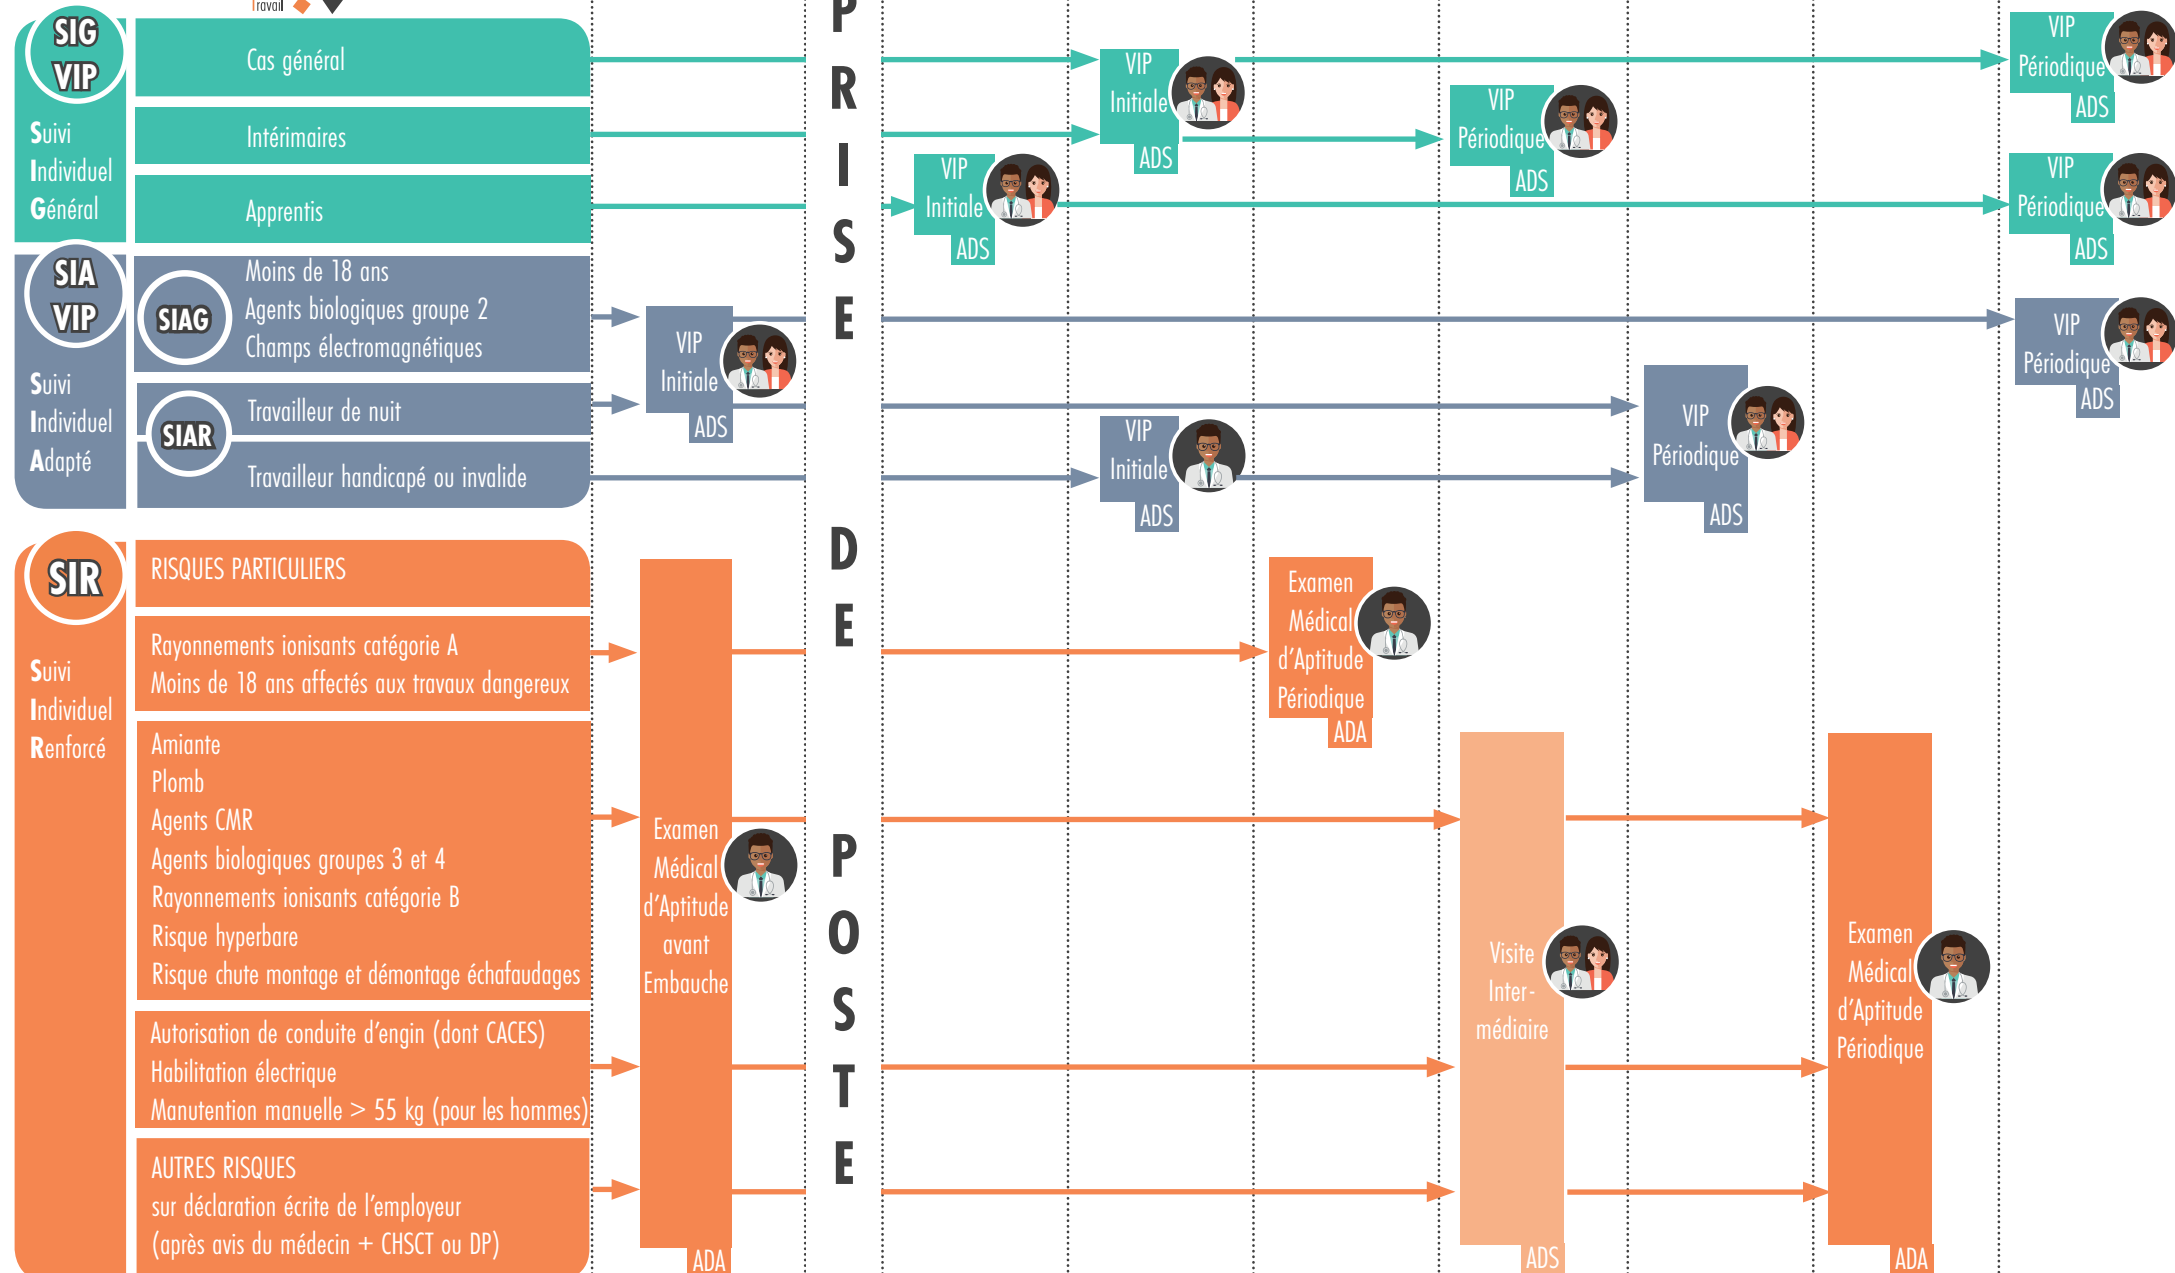 Travail
SIG
VIP
Suivi
Individuel
Général
Cas général
Intérimaires
Apprentis
VIP
Initiale
ADS
VIP
Initiale
ADS
VIP
Périodique
ADS
VIP
Périodique
ADS
VIP
Périodique
ADS
SIA
VIP
Suivi
Individuel
Adapté
SIAG
Moins de 18 ans
Agents biologiques groupe 2
Champs électromagnétiques
SIAR
Travailleur de nuit
Travailleur handicapé ou invalide
VIP
Initiale
ADS
VIP
Initiale
ADS
VIP
Périodique
ADS
VIP
Périodique
ADS
PRISE
DE
POSTE
SIR
Suivi
Individuel
Renforcé
RISQUES PARTICULIERS
Rayonnements ionisants catégorie A
Moins de 18 ans affectés aux travaux dangereux
Amiante
Plomb
Agents CMR
Agents biologiques groupes 3 et 4
Rayonnements ionisants catégorie B
Risque hyperbare
Risque chute montage et démontage échafaudages
Autorisation de conduite d'engin (dont CACES)
Habilitation électrique
Manutention manuelle > 55 kg (pour les hommes)
AUTRES RISQUES
sur déclaration écrite de l'employeur
(après avis du médecin + CHSCT ou DP)
Examen
Médical
d'Aptitude
avant
Embauche
ADA
Examen
Médical
d'Aptitude
Périodique
ADA
Visite
Inter-
médiaire
ADS
Examen
Médical
d'Aptitude
Périodique
ADA